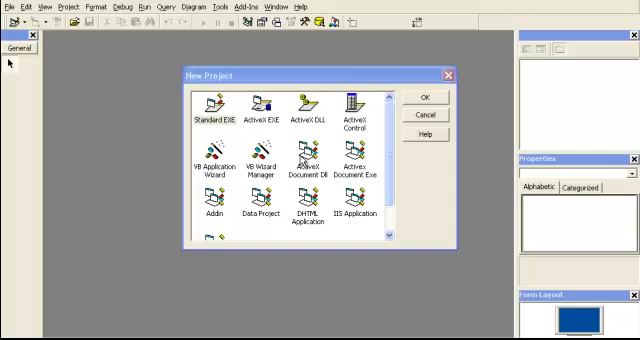 File Edit View Project Format Debug Run Query Diagram Tools Add-Ins Window Help
General
New Project
Standard EXE
ActiveX EXE
ActiveX DLL
ActiveX
Control
VB Application
Wizard
VB Wizard
Manager
ActiveX
Document Dll
Activex
Document Exe
Addin
Data Project
DHTML
Application
IIS Application
OK
Cancel
Help
Properties
Alphabetic Categorized
Form Layout